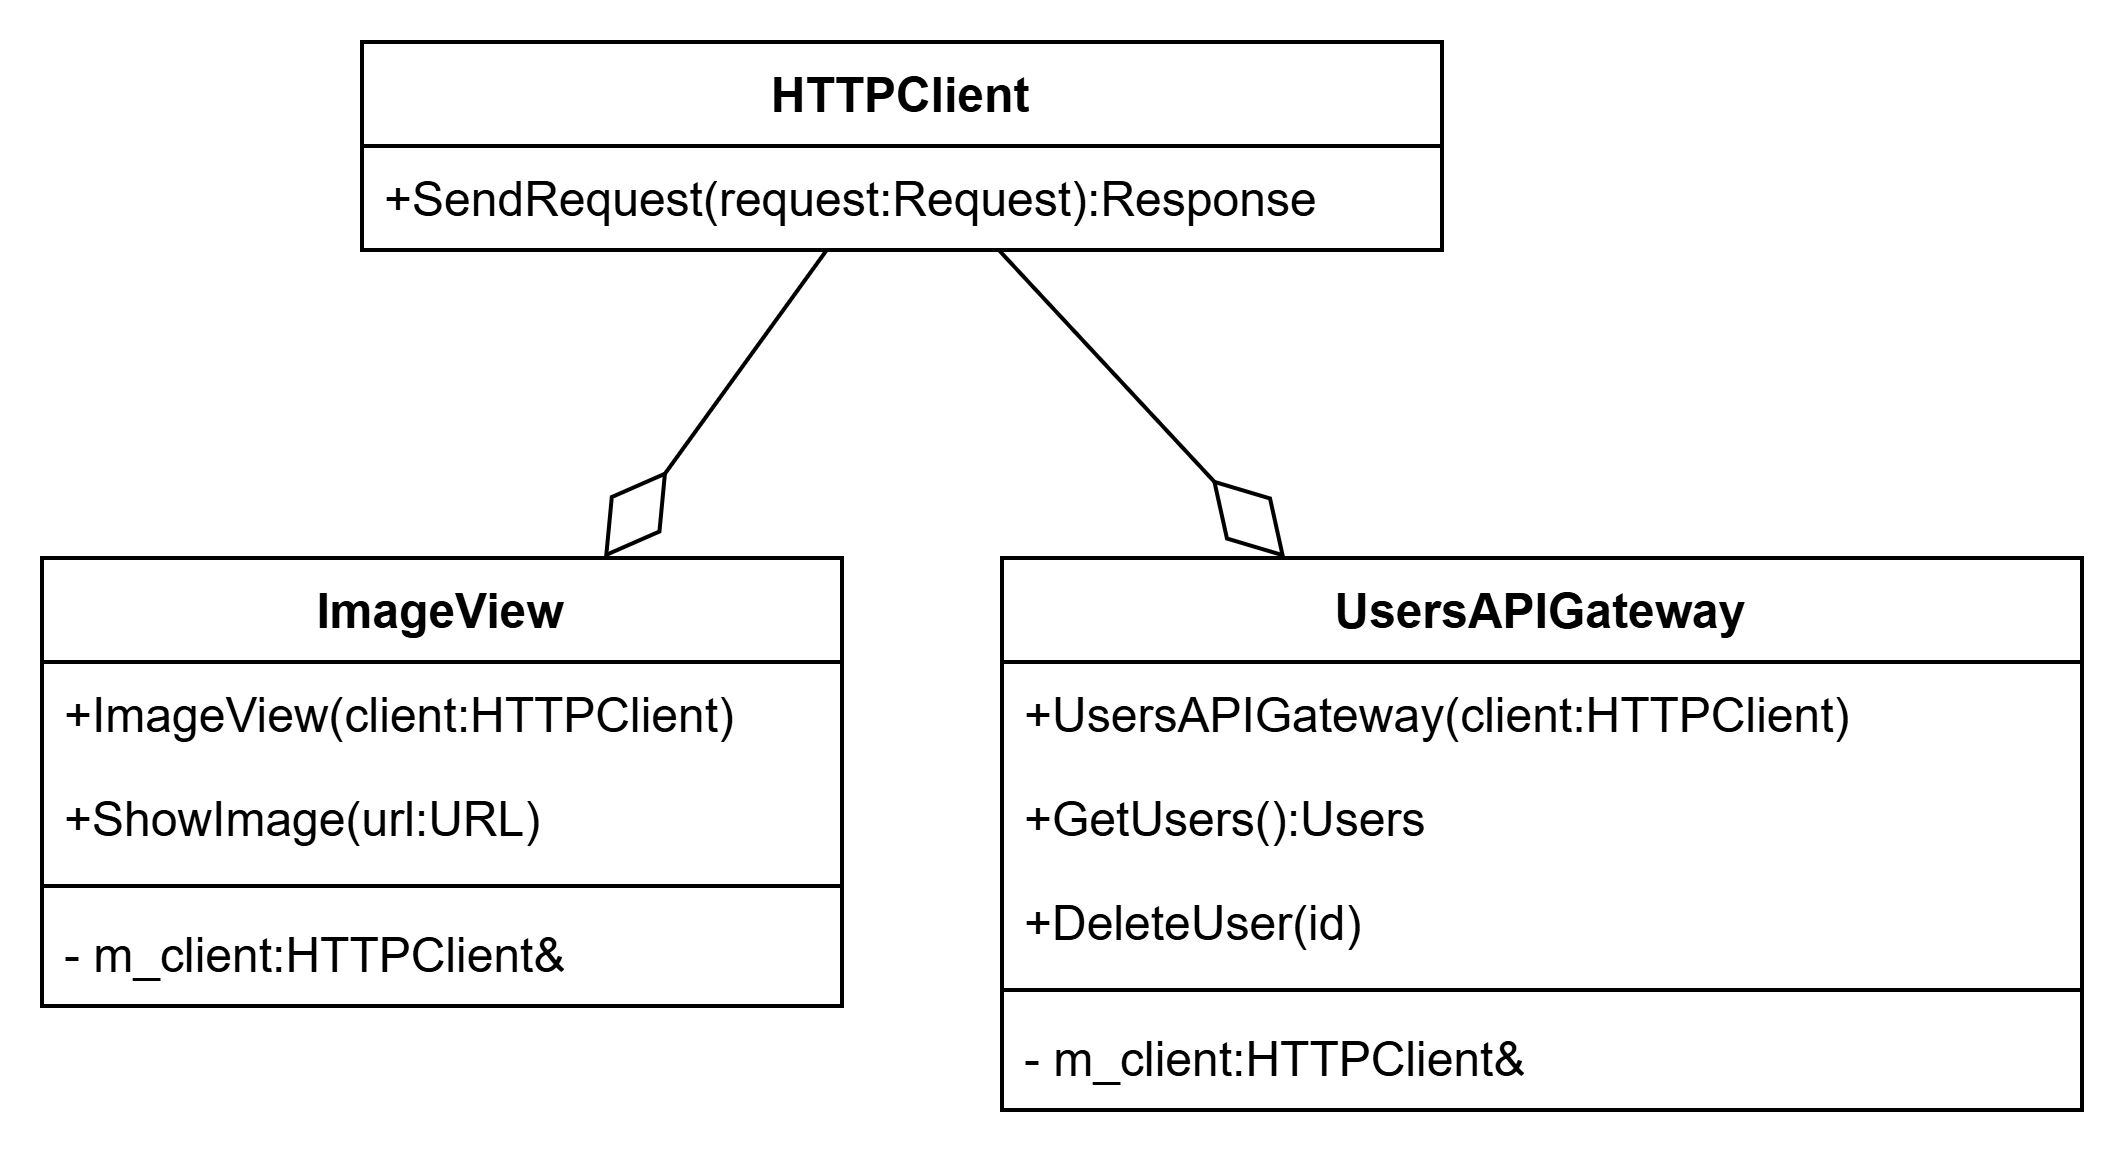 HTTPClient
+SendRequest(request:Request):Response
ImageView
+ImageView(client:HTTPClient)
+ShowImage(url:URL)
- m_client:HTTPClient&
UsersAPIGateway
+UsersAPIGateway(client:HTTPClient)
+GetUsers():Users
+DeleteUser(id)
- m_client:HTTPClient&